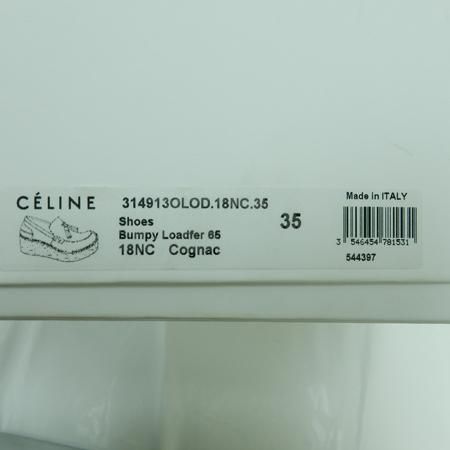 CÉLINE
314913OLOD.18NC.35
Shoes
Bumpy Loadfer 65
18NC Cognac
35
Made in ITALY
3 546454 781531
544397